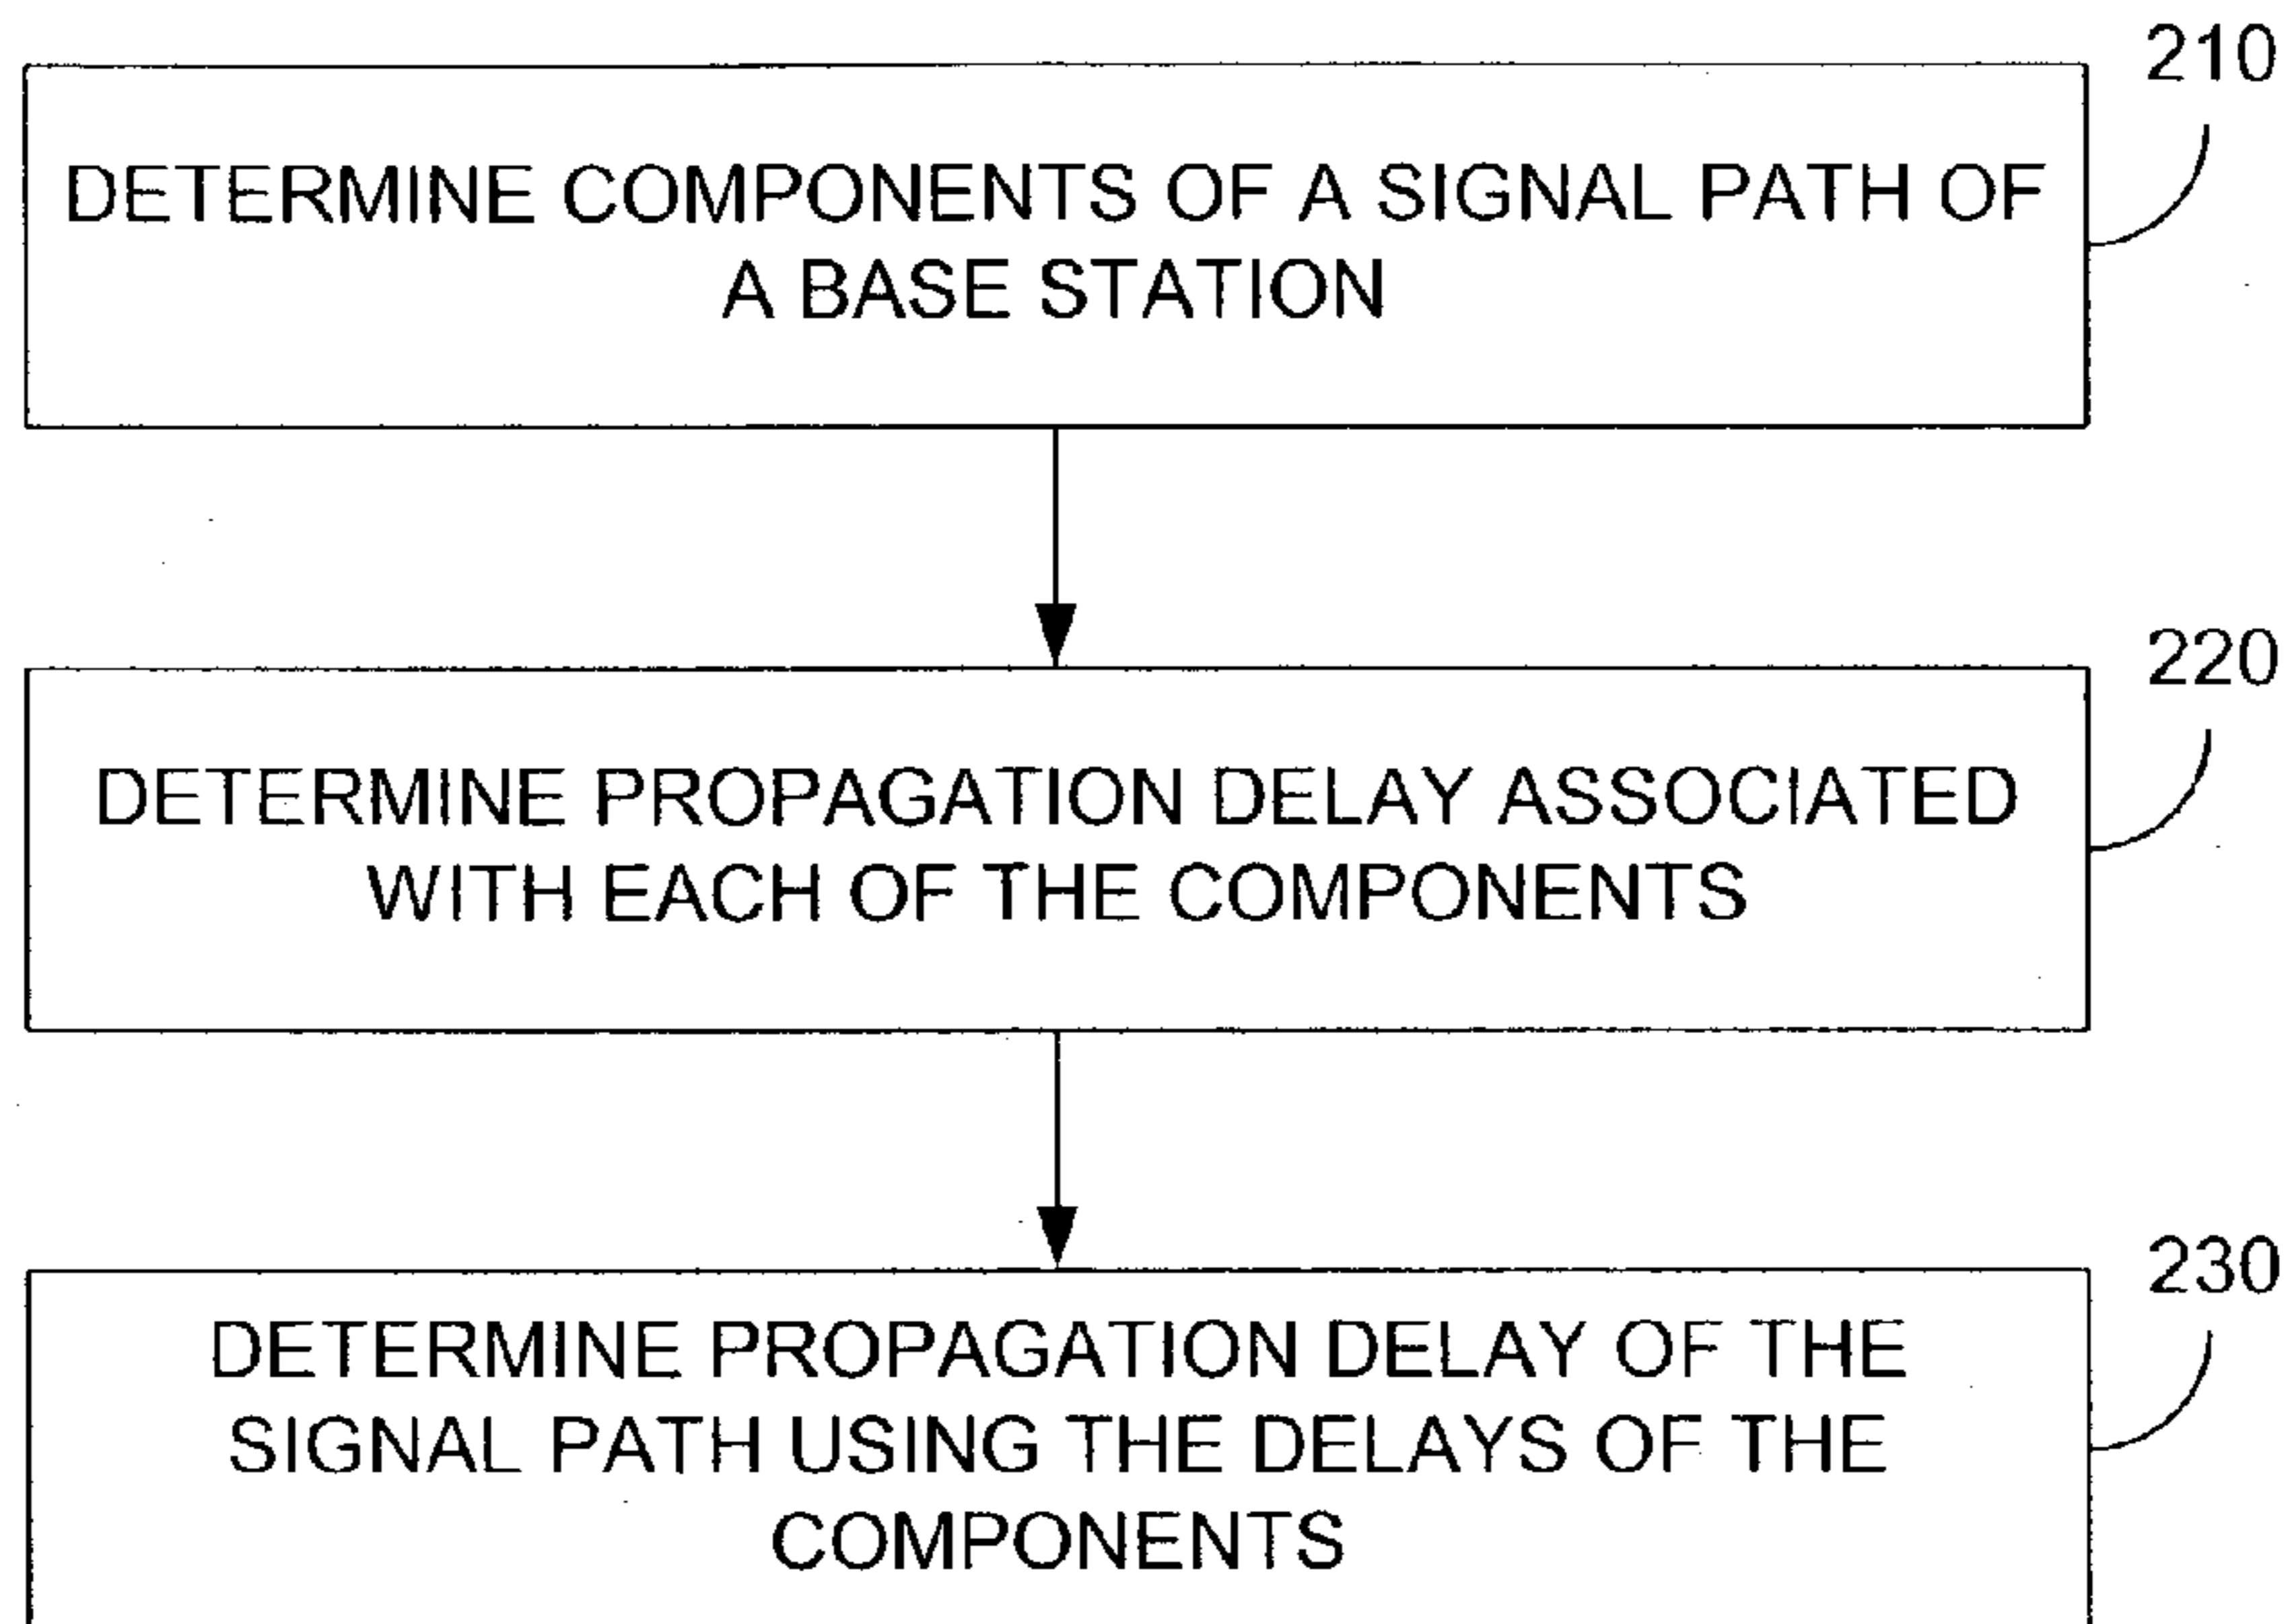 210
DETERMINE COMPONENTS OF A SIGNAL PATH OF
A BASE STATION
220
DETERMINE PROPAGATION DELAY ASSOCIATED
WITH EACH OF THE COMPONENTS
230
DETERMINE PROPAGATION DELAY OF THE
SIGNAL PATH USING THE DELAYS OF THE
COMPONENTS